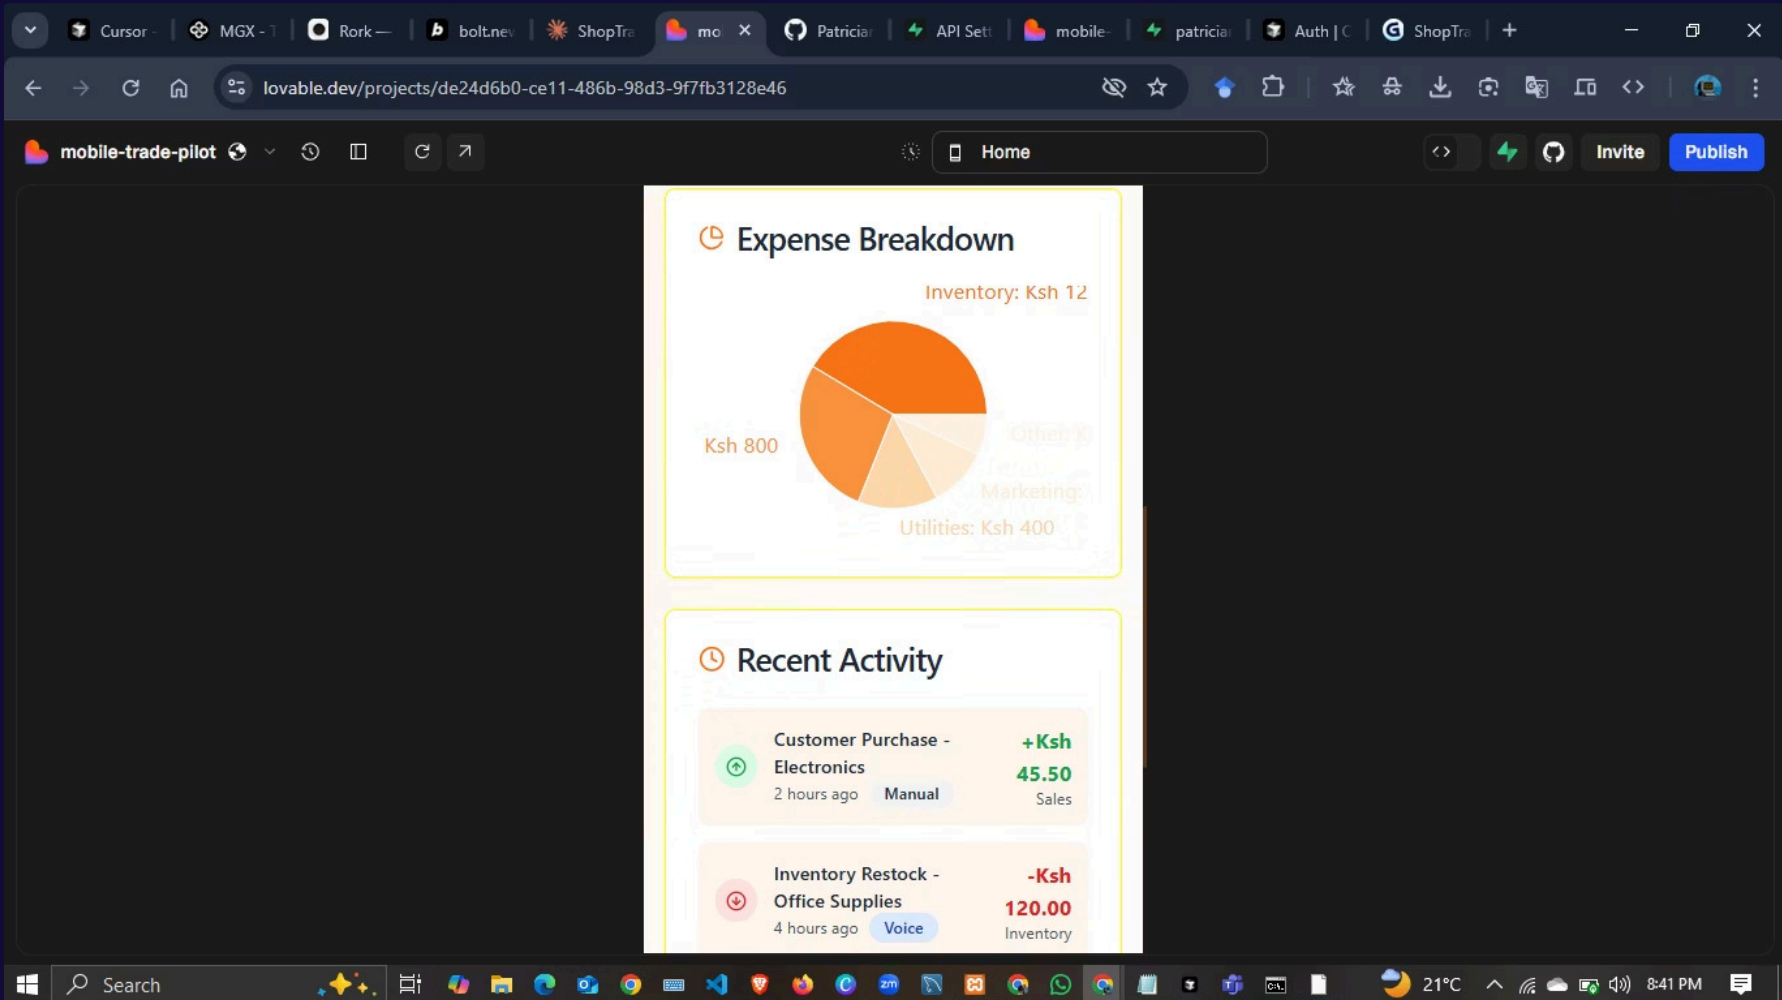 Cursor -
MGX - T
Rork —
bolt.new
ShopTra
mo
Patrician
API Sett
mobile-
patrician
Auth | C
ShopTra
lovable.dev/projects/de24d6b0-ce11-486b-98d3-9f7fb3128e46
mobile-trade-pilot
Home
Invite
Publish
Expense Breakdown
Inventory: Ksh 12
Ksh 800
Other: K
Marketing:
Utilities: Ksh 400
Recent Activity
Customer Purchase -
Electronics
2 hours ago Manual
+Ksh
45.50
Sales
Inventory Restock -
Office Supplies
4 hours ago Voice
-Ksh
120.00
Inventory
Search
21°C
8:41 PM